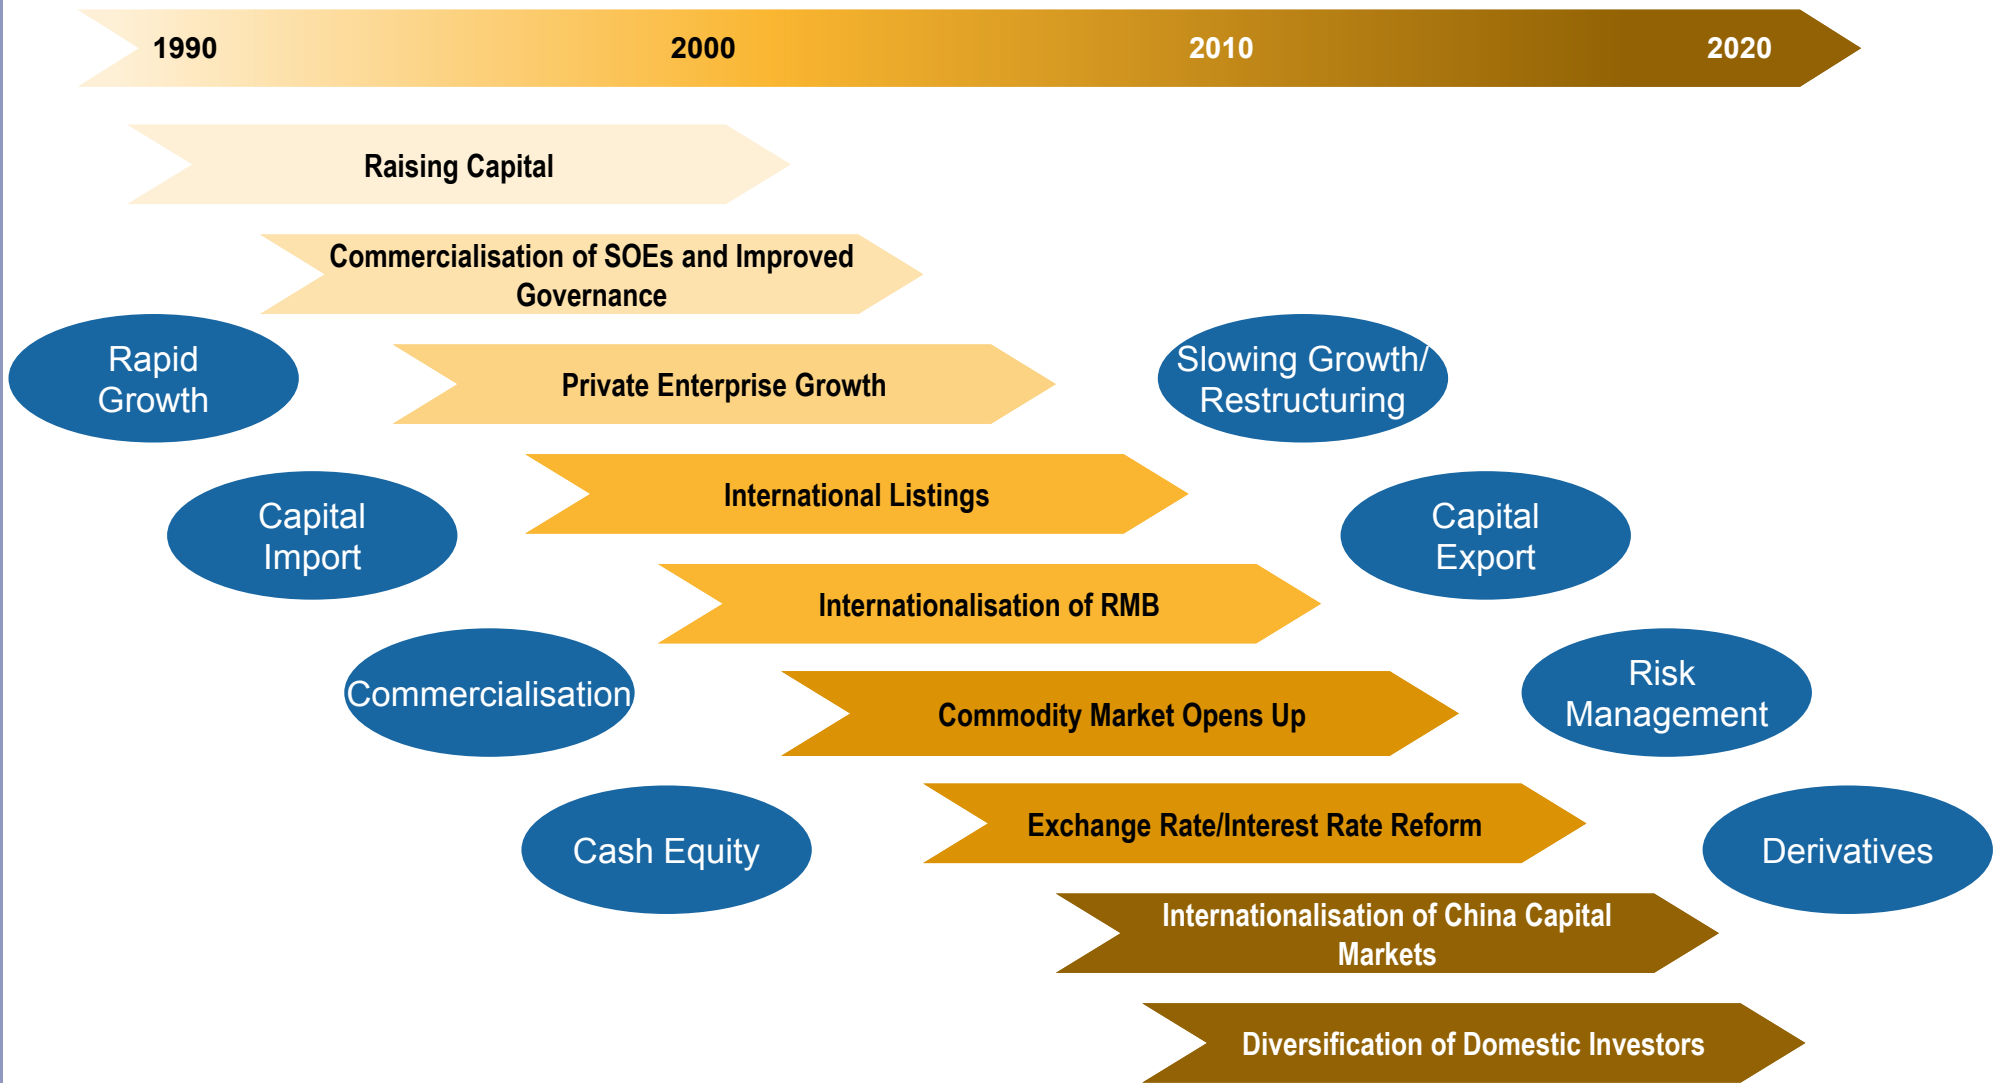 1990
2000
2010
2020
Raising Capital
Commercialisation of SOEs and Improved
Governance
Rapid
Growth
Private Enterprise Growth
Slowing Growth/
Restructuring
International Listings
Capital
Import
Capital
Export
Internationalisation of RMB
Commercialisation
Commodity Market Opens Up
Risk
Management
Cash Equity
Exchange Rate/Interest Rate Reform
Derivatives
Internationalisation of China Capital
Markets
Diversification of Domestic Investors